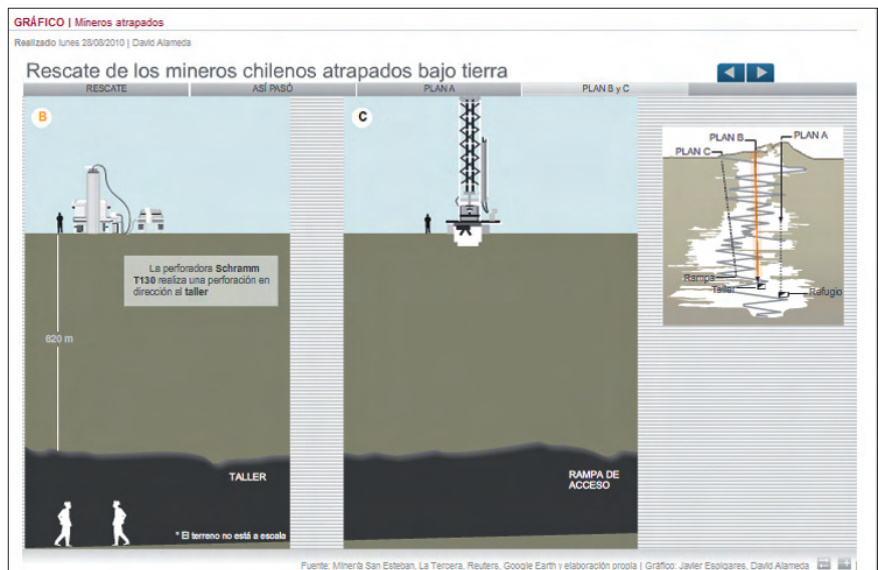 GRÁFICO | Mineros atrapados
Realizado lunes 28/08/2010 | David Alameda
Rescate de los mineros chilenos atrapados bajo tierra
RESCATE
ASÍ PASÓ
PLAN A
PLAN B y C
B
La perforadora Schramm
T130 realiza una perforación en
dirección al taller
620 m
TALLER
* El terreno no está a escala
C
RAMPA DE
ACCESO
PLAN B
PLAN A
PLAN C
Rampa
Taller
Refugio
Fuente: Minería San Esteban, La Tercera, Reuters, Google Earth y elaboración propia | Gráfico: Javier Espigares, David Alameda